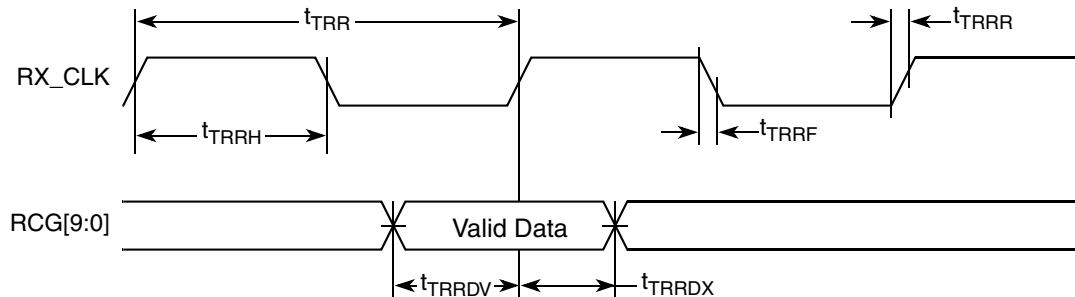 tTRR
tTRRR
RX_CLK
tTRRH
tTRRF
RCG[9:0]
Valid Data
tTRRDV
tTRRDX